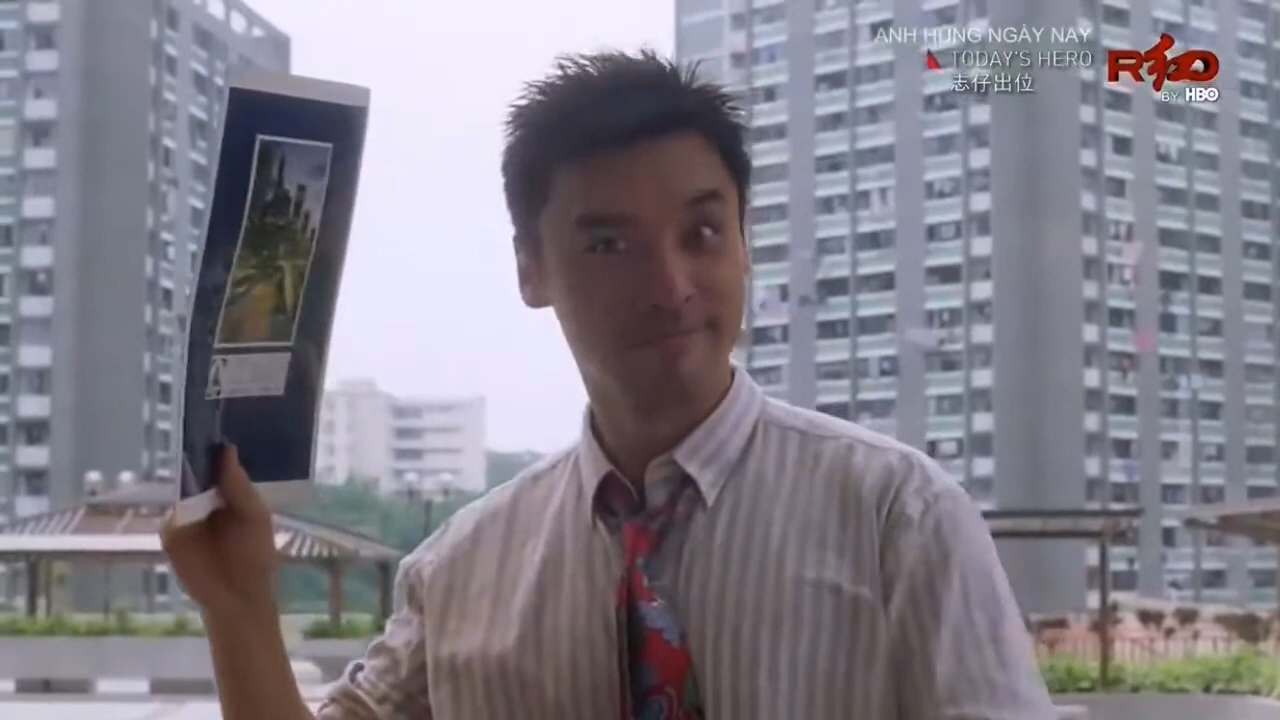 ANH HÙNG NGÀY NAY
TODAY'S HERO
志仔出位
RED
BY HBO